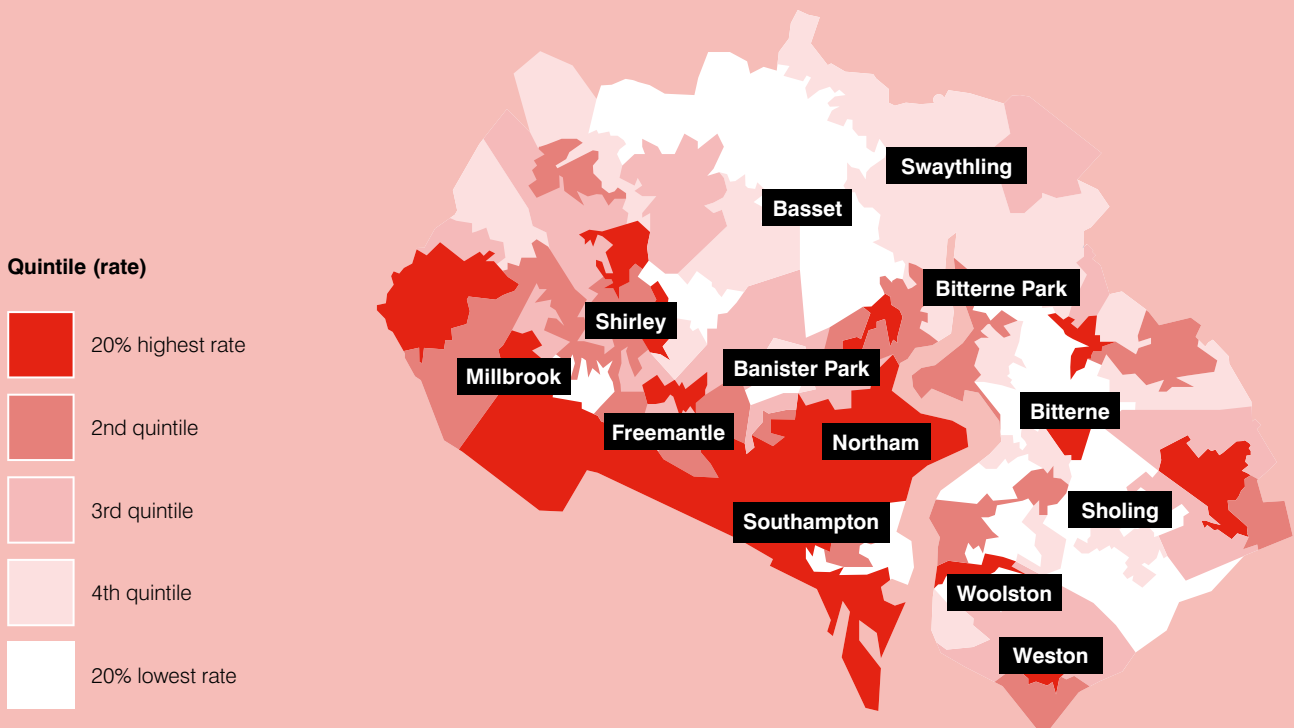 Quintile (rate)
20% highest rate
2nd quintile
3rd quintile
4th quintile
20% lowest rate
Swaythling
Basset
Bitterne Park
Shirley
Banister Park
Millbrook
Bitterne
Freemantle
Northam
Sholing
Southampton
Woolston
Weston